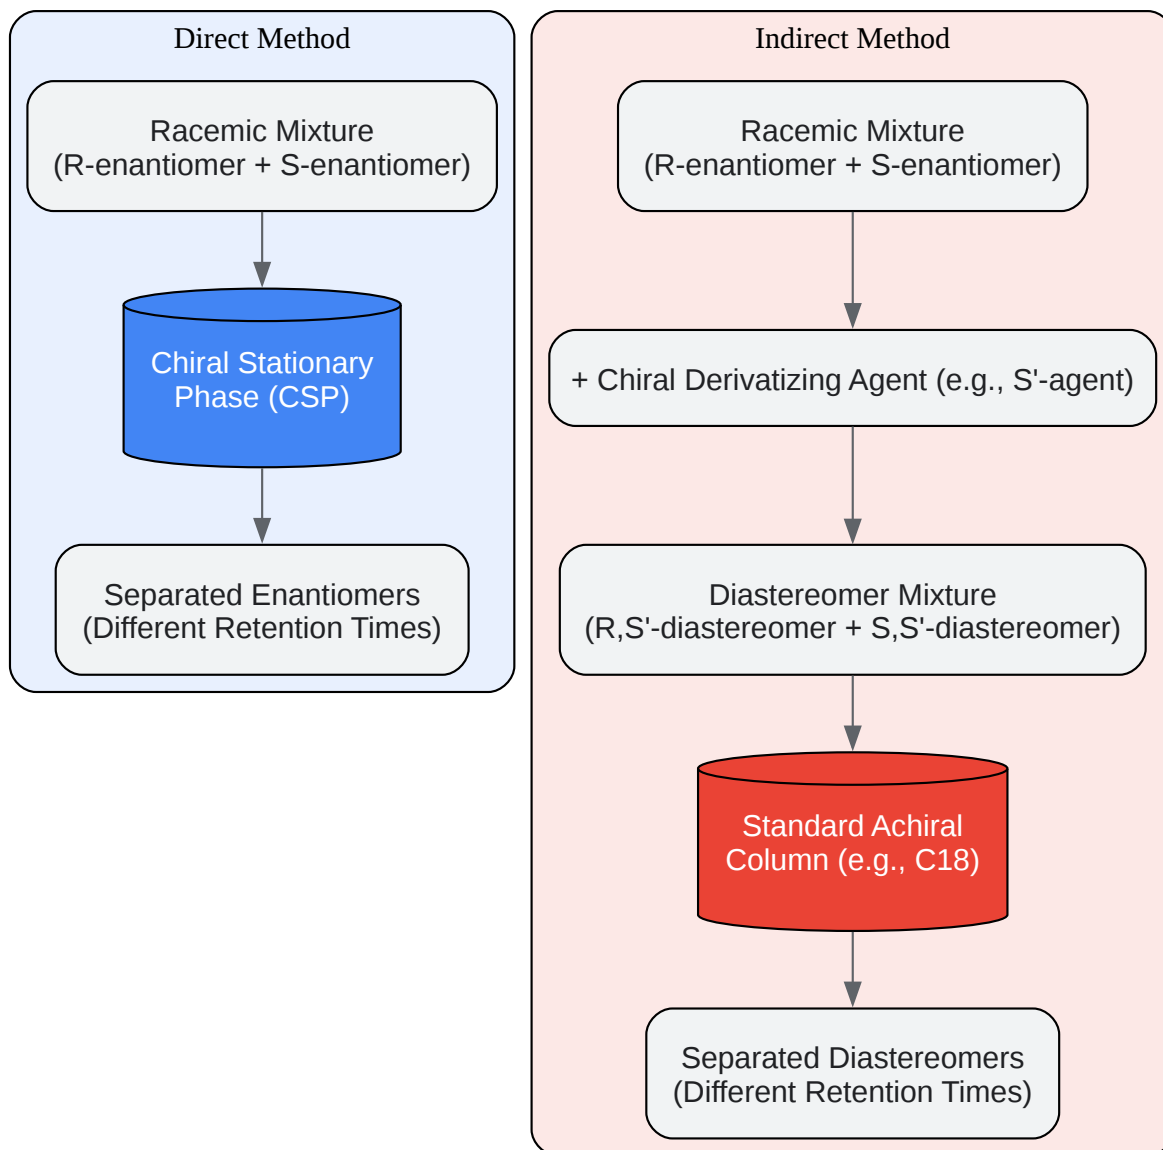 Direct Method
Racemic Mixture
(R-enantiomer + S-enantiomer)
Chiral Stationary
Phase (CSP)
Separated Enantiomers
(Different Retention Times)
Indirect Method
Racemic Mixture
(R-enantiomer + S-enantiomer)
+ Chiral Derivatizing Agent (e.g., S'-agent)
Diastereomer Mixture
(R,S'-diastereomer + S,S'-diastereomer)
Standard Achiral
Column (e.g., C18)
Separated Diastereomers
(Different Retention Times)